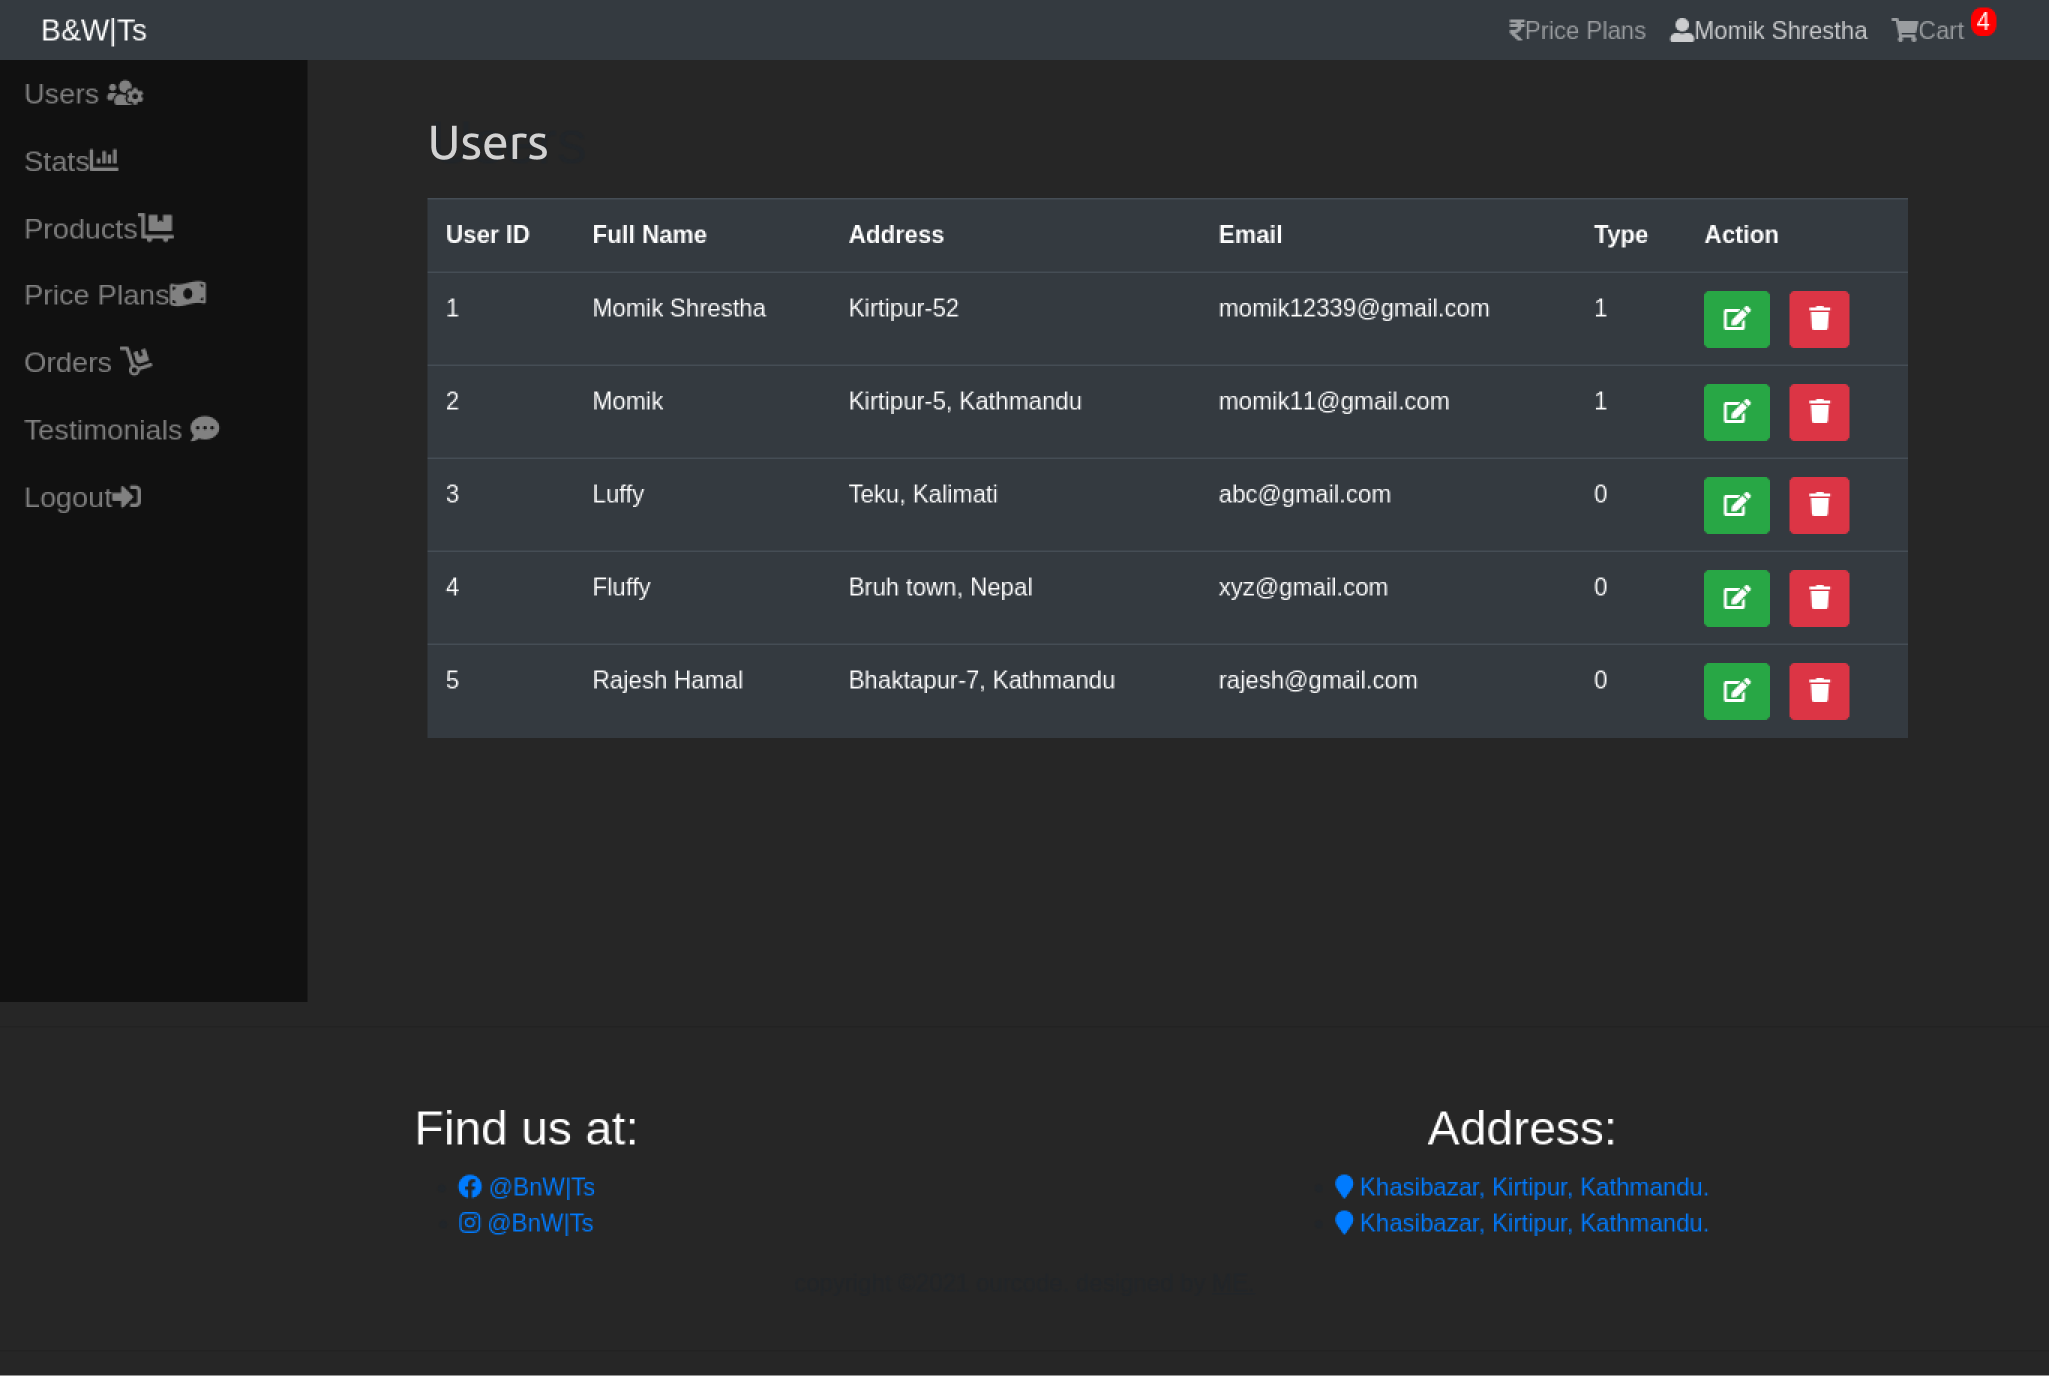 B&W|Ts
Price Plans Momik Shrestha Cart 4
Users
Stats
Products
Price Plans
Orders
Testimonials
Logout
Users
User ID Full Name Address Email Type Action
1 Momik Shrestha Kirtipur-52 momik12339@gmail.com 1
2 Momik Kirtipur-5, Kathmandu momik11@gmail.com 1
3 Luffy Teku, Kalimati abc@gmail.com 0
4 Fluffy Bruh town, Nepal xyz@gmail.com 0
5 Rajesh Hamal Bhaktapur-7, Kathmandu rajesh@gmail.com 0
Find us at:
@BnW|Ts
@BnW|Ts
Address:
Khasibazar, Kirtipur, Kathmandu.
Khasibazar, Kirtipur, Kathmandu.
copyright designed by